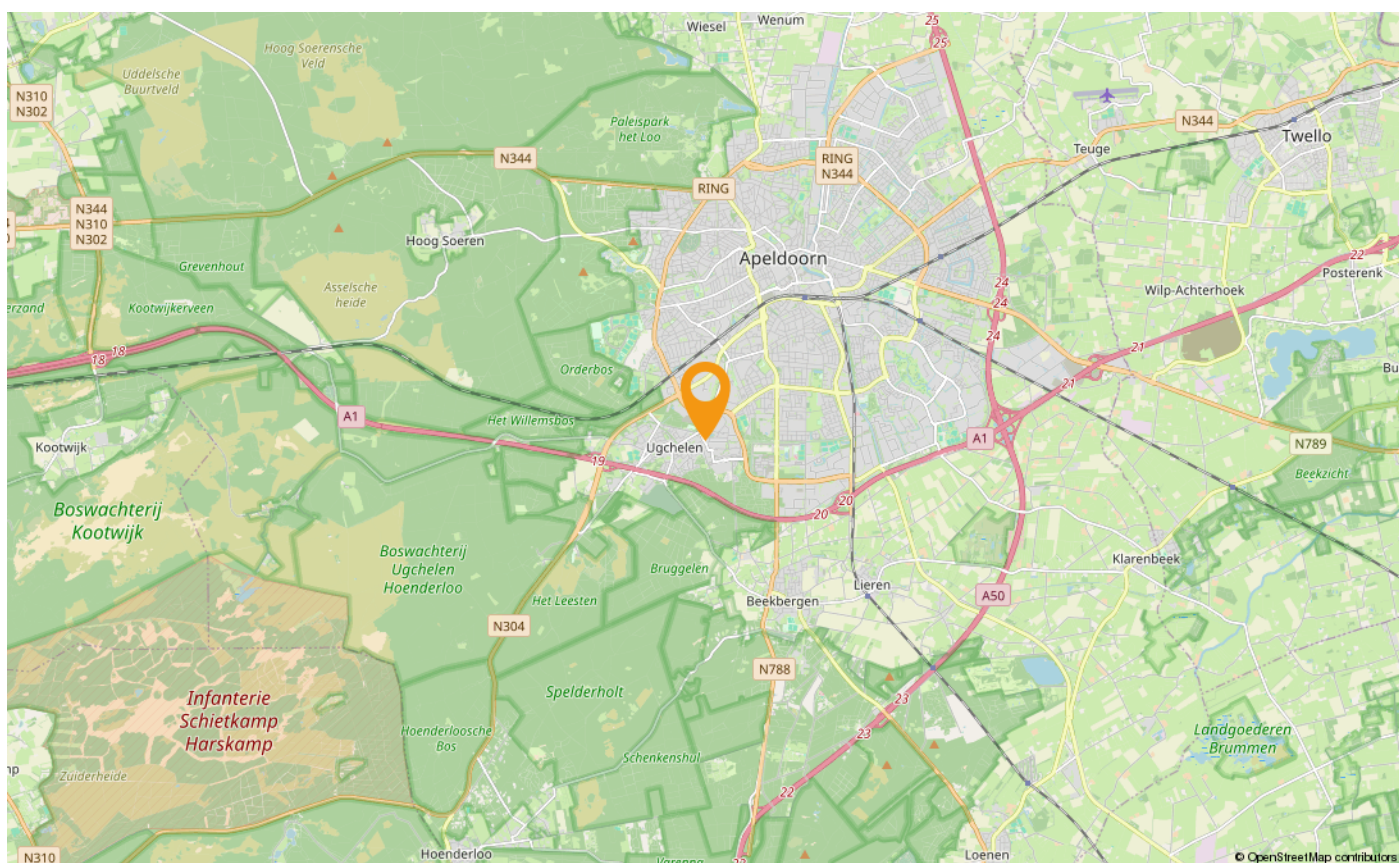 Wiesel
Wenum
25
25
Hoog Soerensche
Veld
Uddelsche
Buurtveld
N310
N302
Paleispark
het Loo
N344
Twello
Teuge
N344
RING
N344
RING
N344
N310
N302
Hoog Soeren
Apeldoorn
22
Posterenk
Grevenhout
Asselsche
heide
24
24
24
Wilp-Achterhoek
Kootwijkerveen
18
18
21
21
Orderbos
A1
Het Willemsbos
Kootwijk
Ugchelen
19
A1
N789
Beekzicht
20
20
Boswachterij
Kootwijk
Boswachterij
Ugchelen
Hoenderloo
Bruggelen
Klarenbeek
Lieren
Het Leesten
Beekbergen
A50
N304
N788
Spelderholt
23
23
Infanterie
Schietkamp
Harskamp
Hoenderloosche
Bos
Schenkenshul
Landgoederen
Brummen
Zuiderheide
22
Hoenderloo
Loenen
N310
© OpenStreetMap contributors